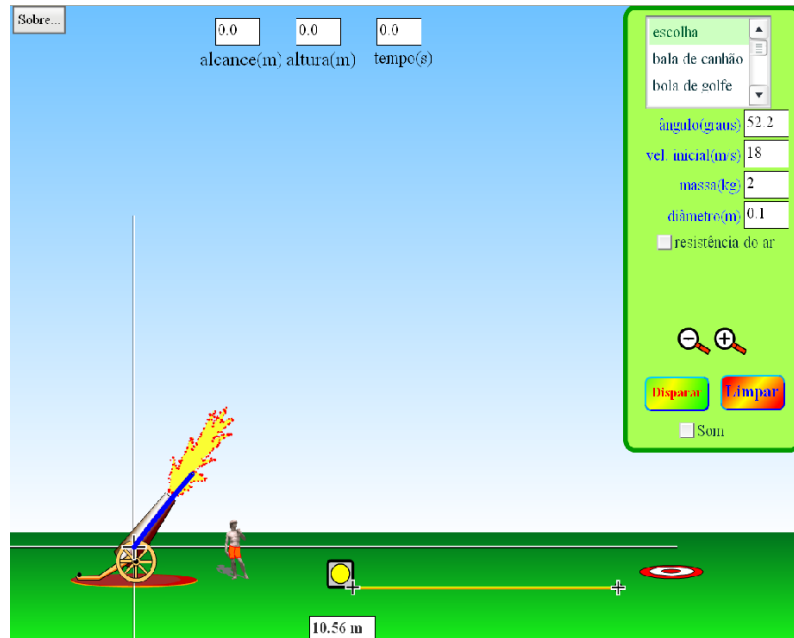 Sobre...
0.0 0.0 0.0
alcance(m) altura(m) tempo(s)
escolha
bala de canhão
bola de golfe
ângulo(graus) 52.2
vel. inicial(m/s) 18
massa(kg) 2
diâmetro(m) 0.1
resistência do ar
Disparar Limpar
Som
10.56 m